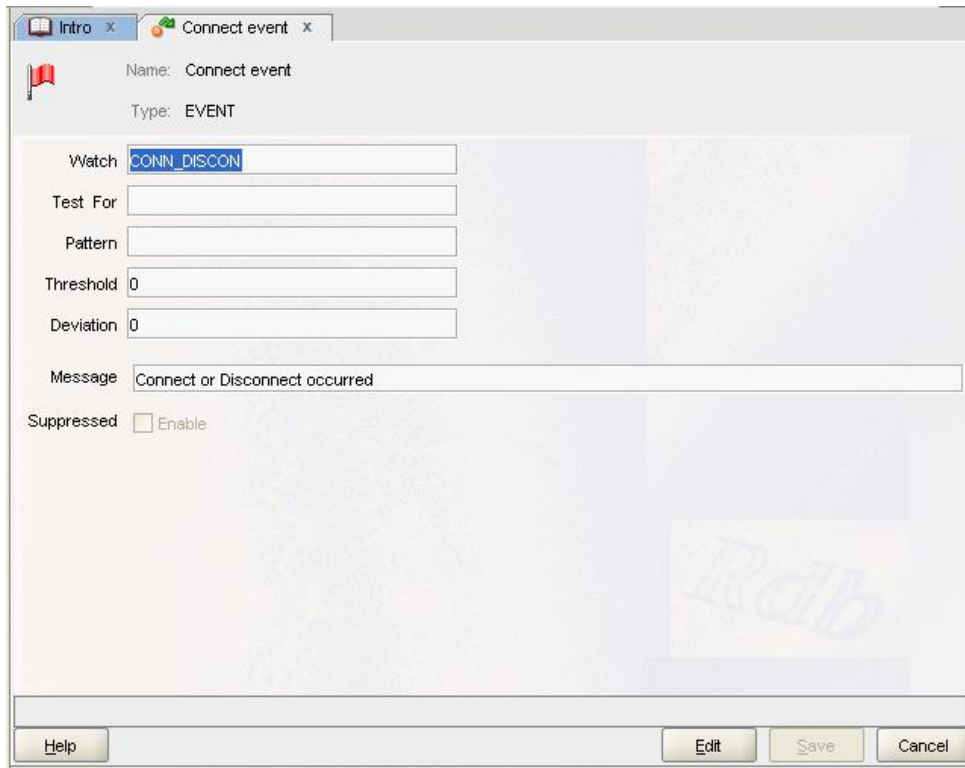 Intro x Connect event x
Name: Connect event
Type: EVENT
Watch CONN_DISCON
Test For
Pattern
Threshold 0
Deviation 0
Message Connect or Disconnect occurred
Suppressed Enable
Rdb
Help Edit Save Cancel